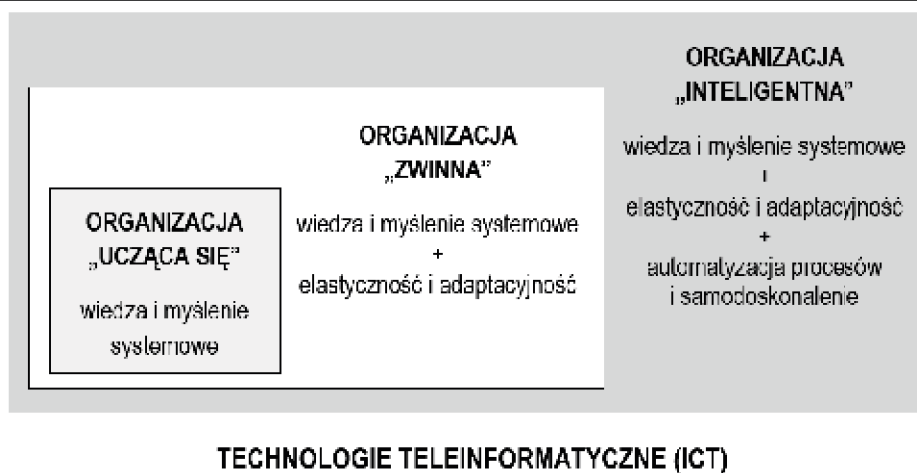 ORGANIZACJA
„INTELIGENTNA”
wiedza i myślenie systemowe
+
elastyczność i adaptacyjność
+
automatyzacja procesów
i samodoskonalenie
ORGANIZACJA
„ZWINNA”
wiedza i myślenie systemowe
+
elastyczność i adaptacyjność
ORGANIZACJA
„UCZĄCA SIĘ”
wiedza i myślenie
systemowe
TECHNOLOGIE TELEINFORMATYCZNE (ICT)